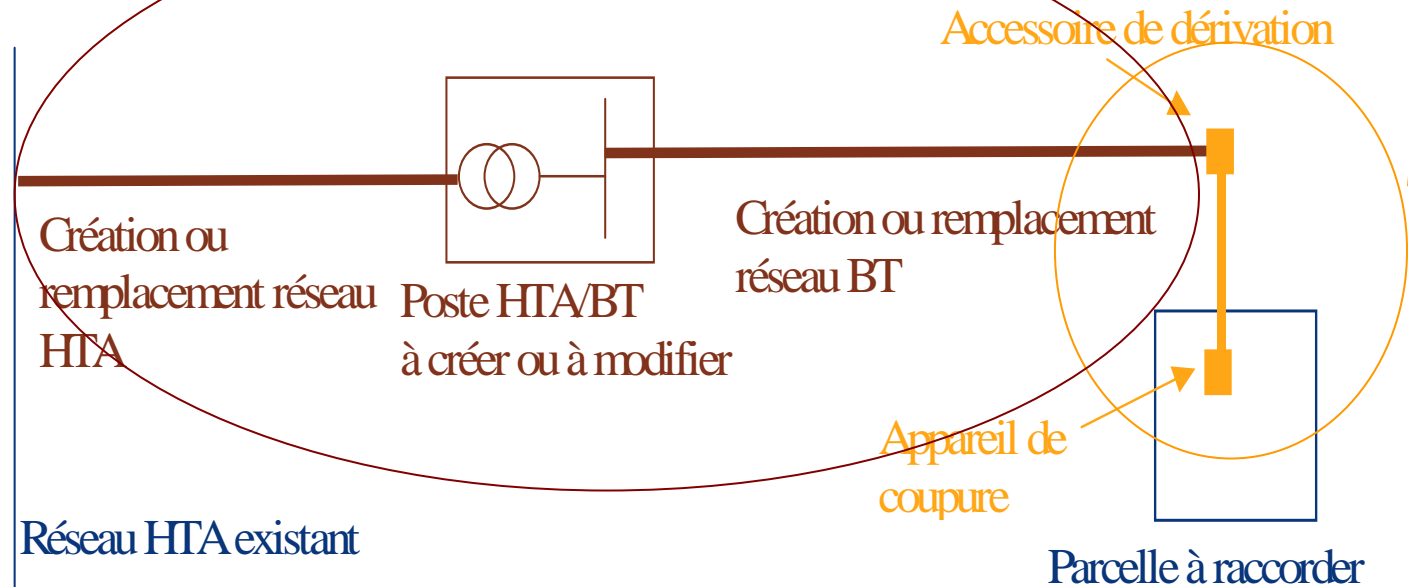 Accessoire de dérivation
Création ou
remplacement réseau
HTA
Poste HTA/BT
à créer ou à modifier
Création ou remplacement
réseau BT
Appareil de
coupure
Réseau HTA existant
Parcelle à raccorder